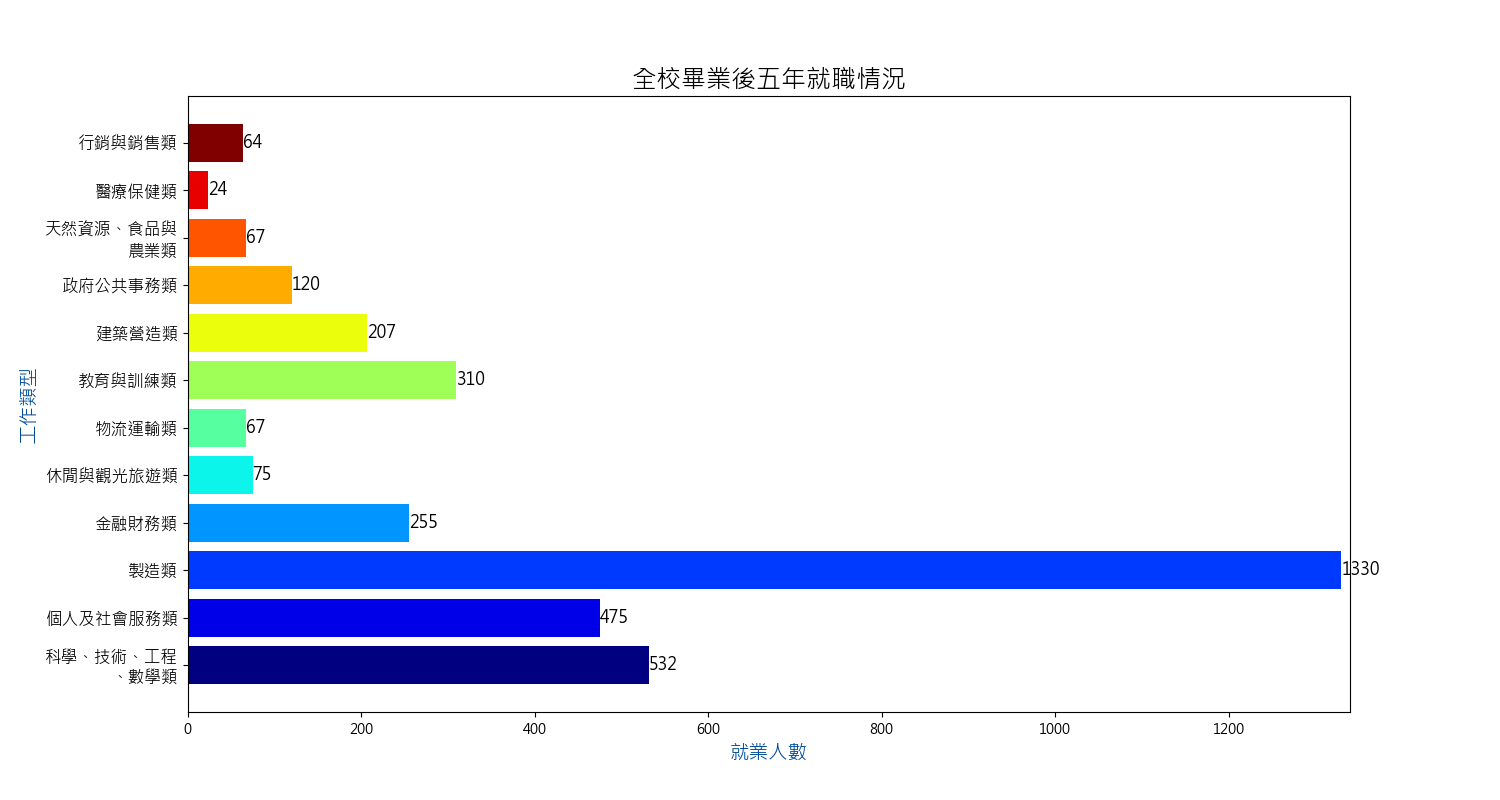 全校畢業後五年就職情況
行銷與銷售類
64
醫療保健類
24
天然資源、食品與
農業類
67
政府公共事務類
120
建築營造類
207
教育與訓練類
310
物流運輸類
67
休閒與觀光旅遊類
75
金融財務類
255
製造類
1330
個人及社會服務類
475
科學、技術、工程
、數學類
532
工作類型
0 200 400 600 800 1000 1200
就業人數